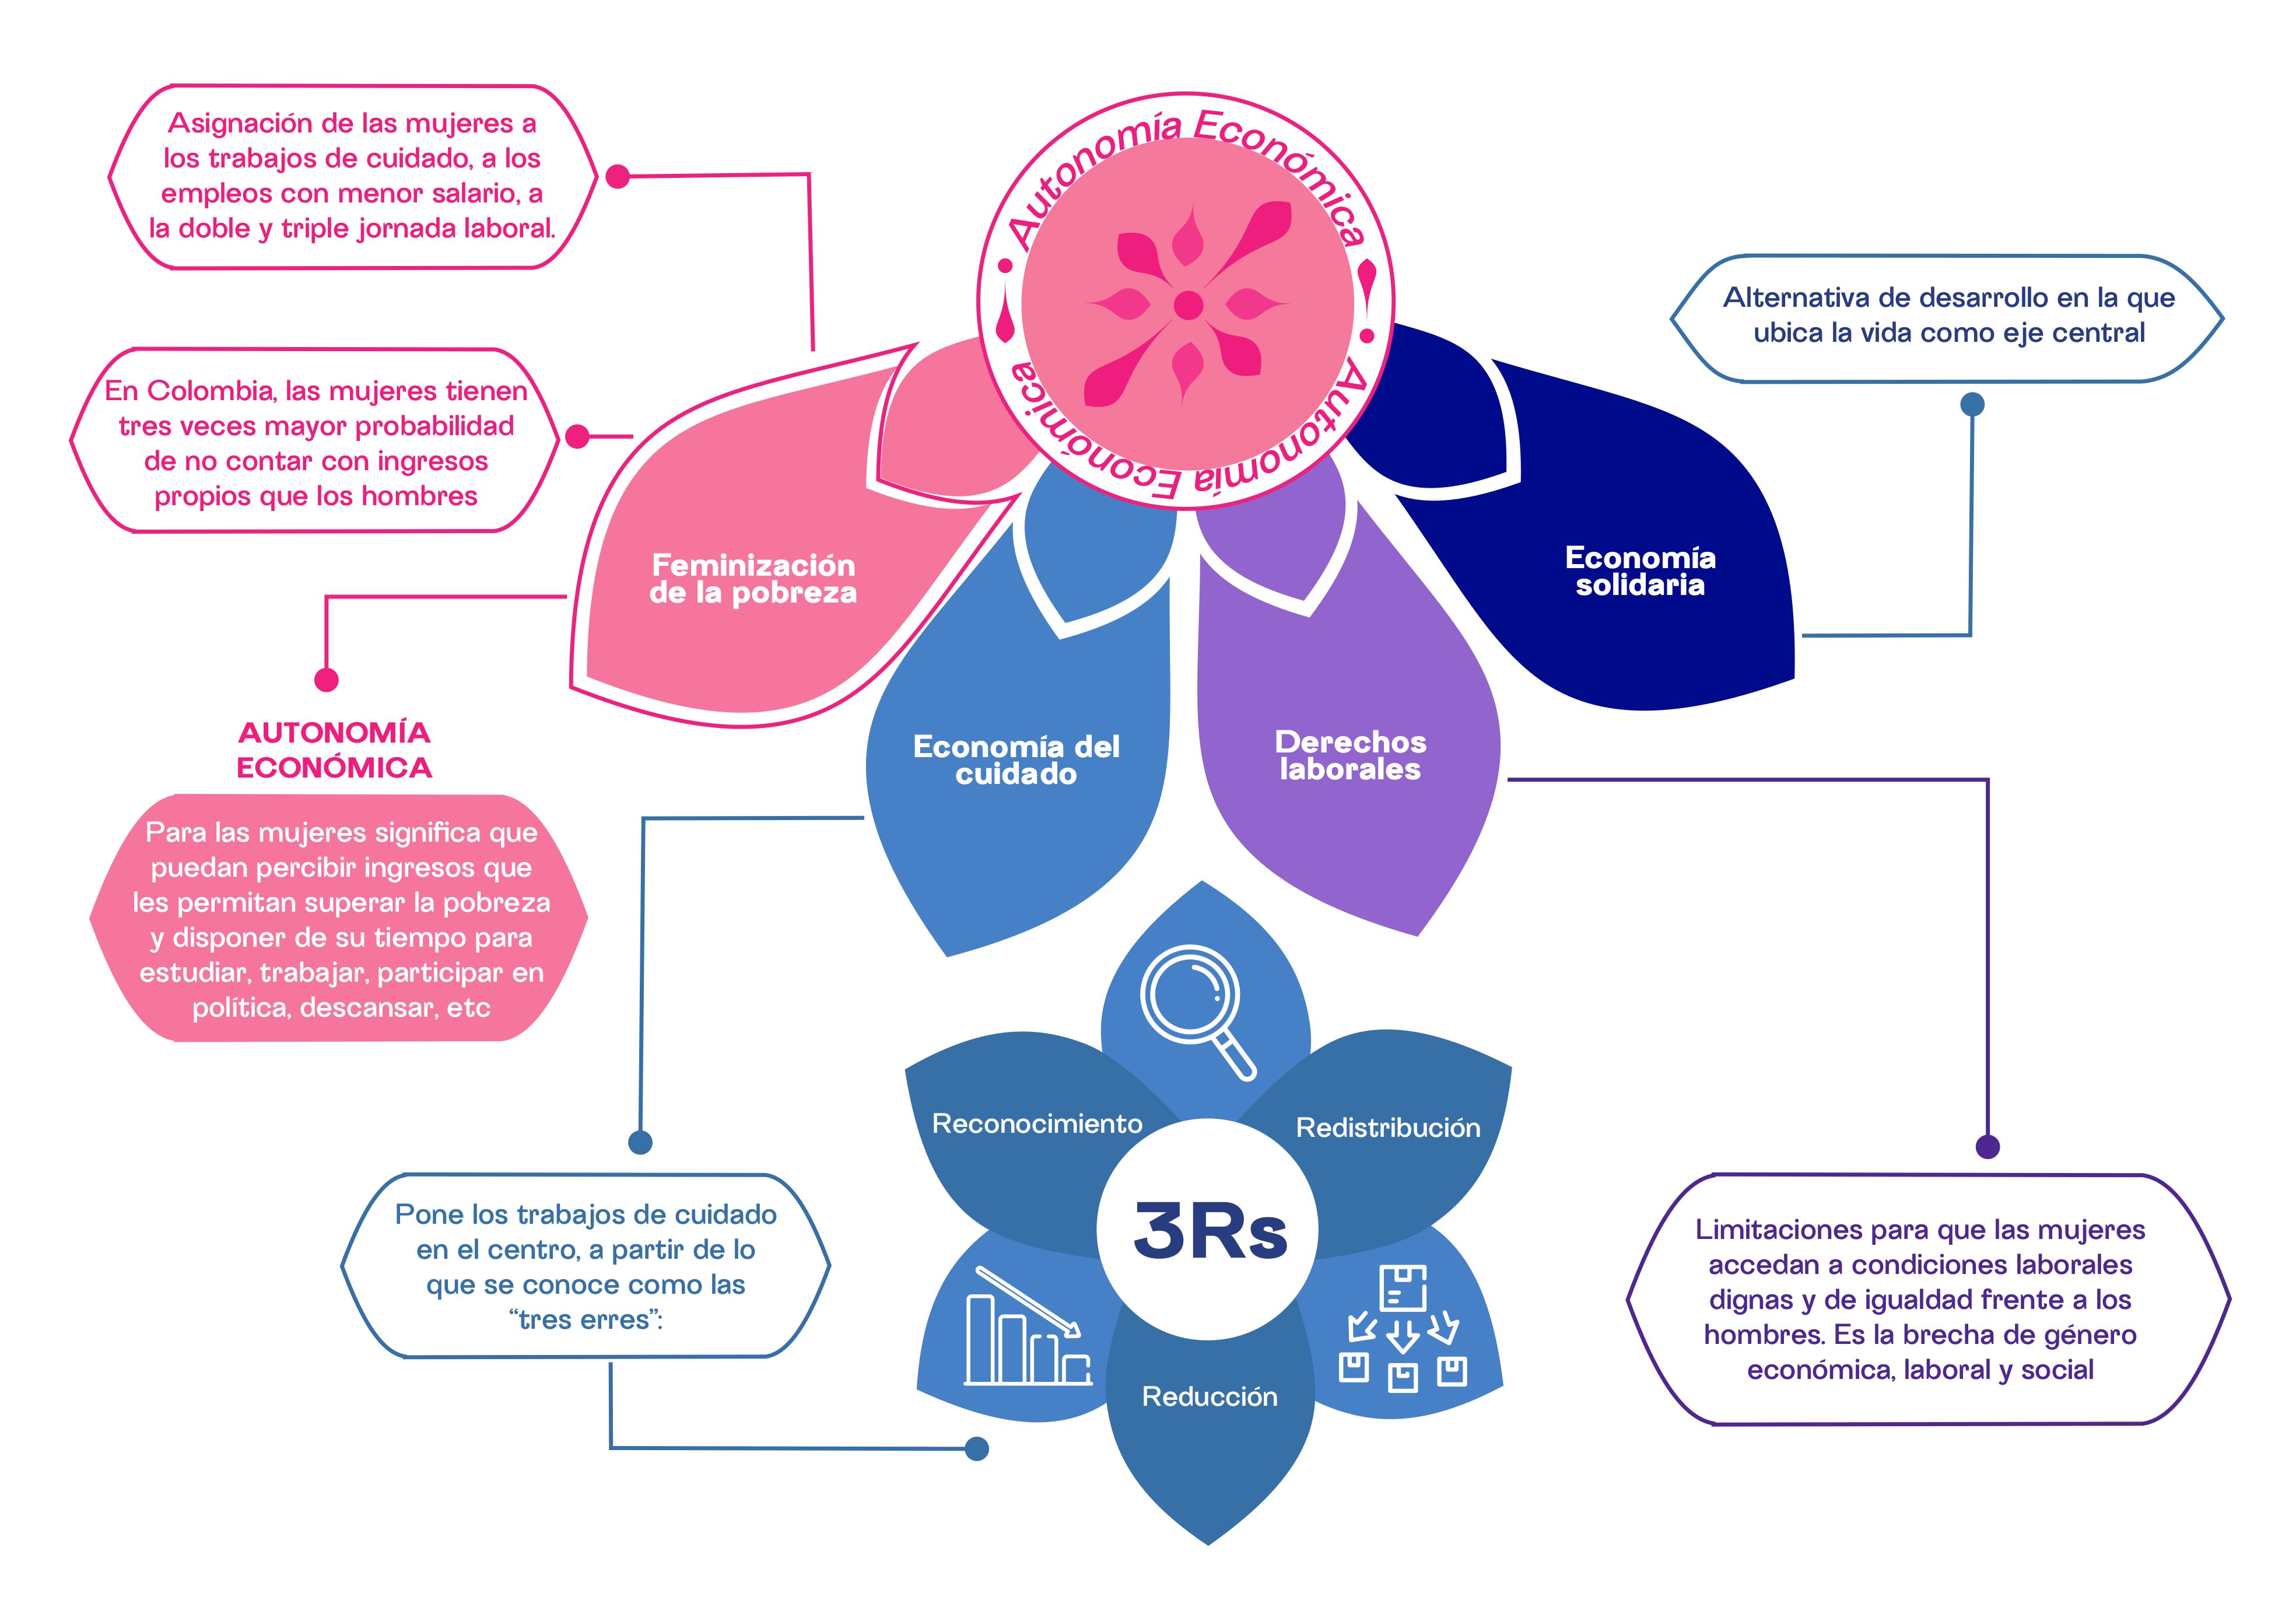 Autonomía Económica
Autonomía Económica
Asignación de las mujeres a
los trabajos de cuidado, a los
empleos con menor salario, a
la doble y triple jornada laboral.
En Colombia, las mujeres tienen
tres veces mayor probabilidad
de no contar con ingresos
propios que los hombres
Feminización
de la pobreza
AUTONOMÍA
ECONÓMICA
Para las mujeres significa que
puedan percibir ingresos que
les permitan superar la pobreza
y disponer de su tiempo para
estudiar, trabajar, participar en
política, descansar, etc
Economía del
cuidado
Pone los trabajos de cuidado
en el centro, a partir de lo
que se conoce como las
“tres erres”:
Reconocimiento
Redistribución
3Rs
Reducción
Derechos
laborales
Limitaciones para que las mujeres
accedan a condiciones laborales
dignas y de igualdad frente a los
hombres. Es la brecha de género
económica, laboral y social
Economía
solidaria
Alternativa de desarrollo en la que
ubica la vida como eje central